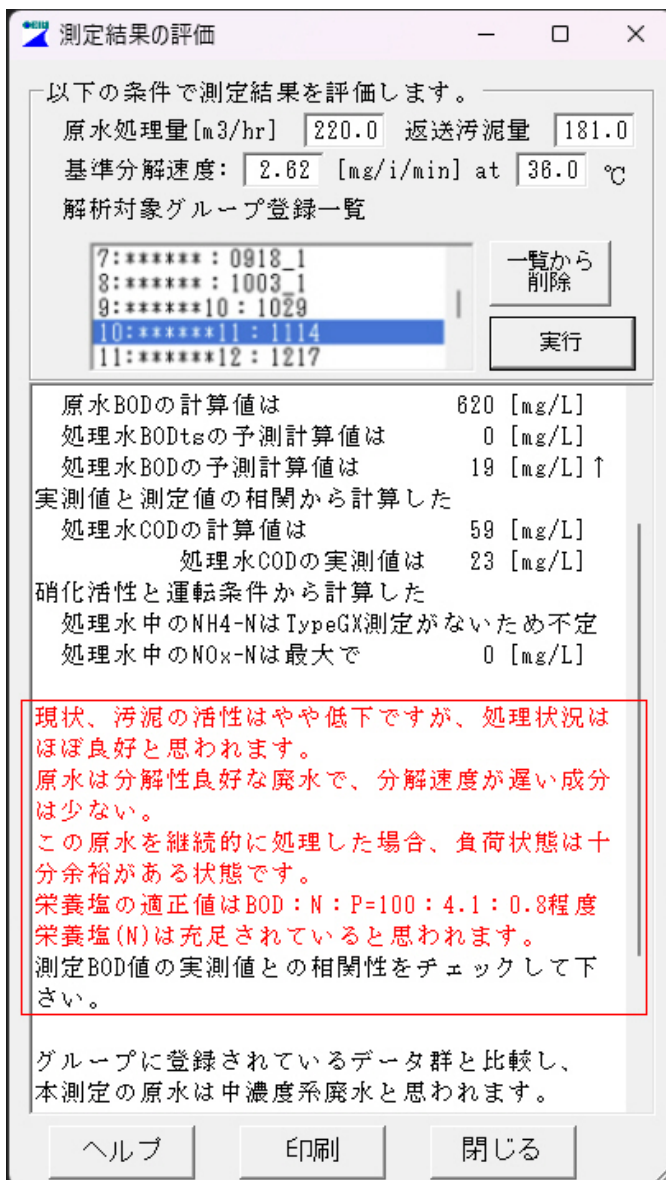 測定結果の評価
以下の条件で測定結果を評価します。
原水処理量[m3/hr] 220.0 返送汚泥量 181.0
基準分解速度: 2.62 [mg/i/min] at 36.0 ℃
解析対象グループ登録一覧
7:****** : 0918_1
8:****** : 1003_1
9:******10 : 1029
10:******11 : 1114
11:******12 : 1217
一覧から
削除
実行
原水BODの計算値は 620 [mg/L]
処理水BODtsの予測計算値は 0 [mg/L]
処理水BODの予測計算値は 19 [mg/L]↑
実測値と測定値の相関から計算した
処理水CODの計算値は 59 [mg/L]
処理水CODの実測値は 23 [mg/L]
硝化活性と運転条件から計算した
処理水中のNH4-NはTypeGX測定がないため不定
処理水中のNOx-Nは最大で 0 [mg/L]
現状、汚泥の活性はやや低下ですが、処理状況は
ほぼ良好と思われます。
原水は分解性良好な廃水で、分解速度が遅い成分
は少ない。
この原水を継続的に処理した場合、負荷状態は十
分余裕がある状態です。
栄養塩の適正値はBOD:N:P=100:4.1:0.8程度
栄養塩(N)は充足されていると思われます。
測定BOD値の実測値との相関性をチェックして下
さい。
グループに登録されているデータ群と比較し、
本測定の原水は中濃度系廃水と思われます。
ヘルプ 印刷 閉じる